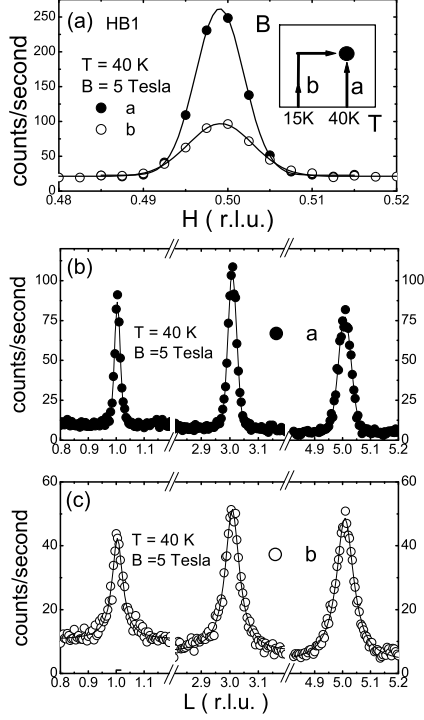 (a) HB1
T = 40 K
B = 5 Tesla
a
b
B
b
a
15K 40K T
250
200
150
100
50
0
counts/second
0.48 0.49 0.50 0.51 0.52
H ( r.l.u.)
(b)
T = 40 K
B =5 Tesla
a
100
75
50
25
0
100
75
50
25
0
counts/second
0.8 0.9 1.0 1.1 2.9 3.0 3.1 4.9 5.0 5.1 5.2
(c)
T = 40 K
B =5 Tesla
b
60
40
20
0
60
40
20
0
counts/second
0.8 0.9 1.0 1.1 2.9 3.0 3.1 4.9 5.0 5.1 5.2
L ( r.l.u.)